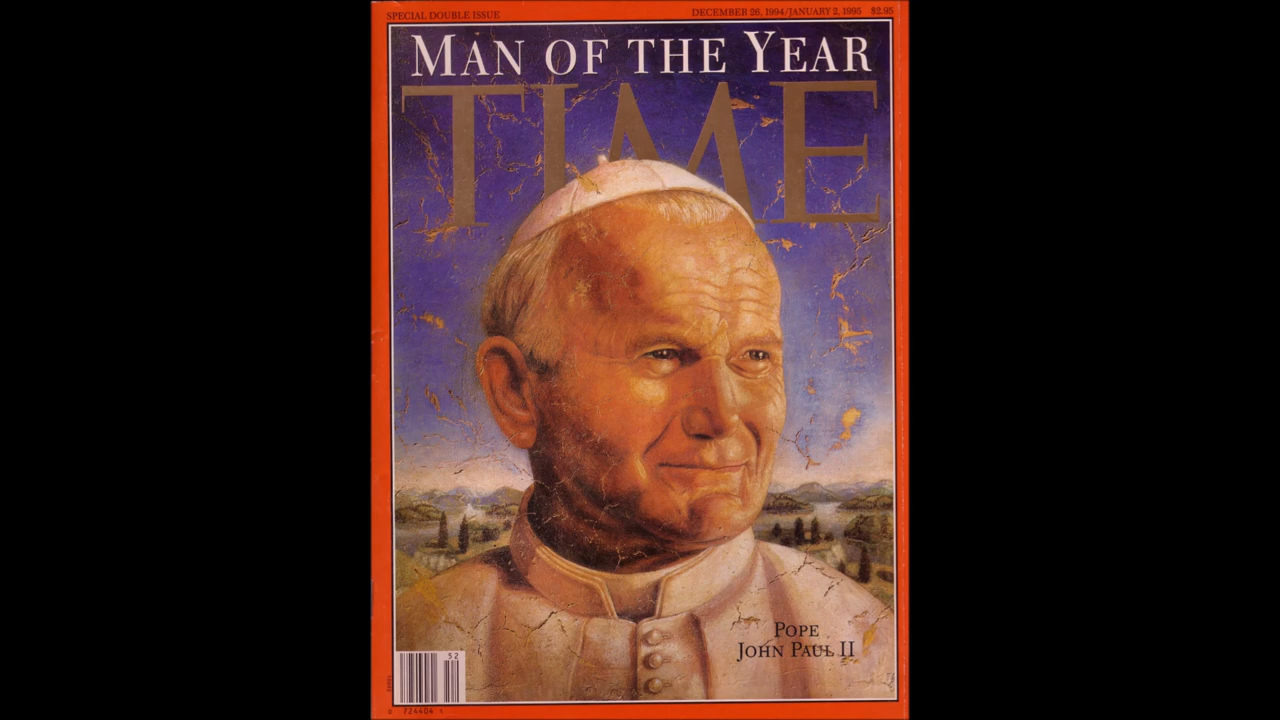 SPECIAL DOUBLE ISSUE
DECEMBER 26, 1994/JANUARY 2, 1995 $2.95
MAN OF THE YEAR
TIME
POPE
JOHN PAUL II
52
724404